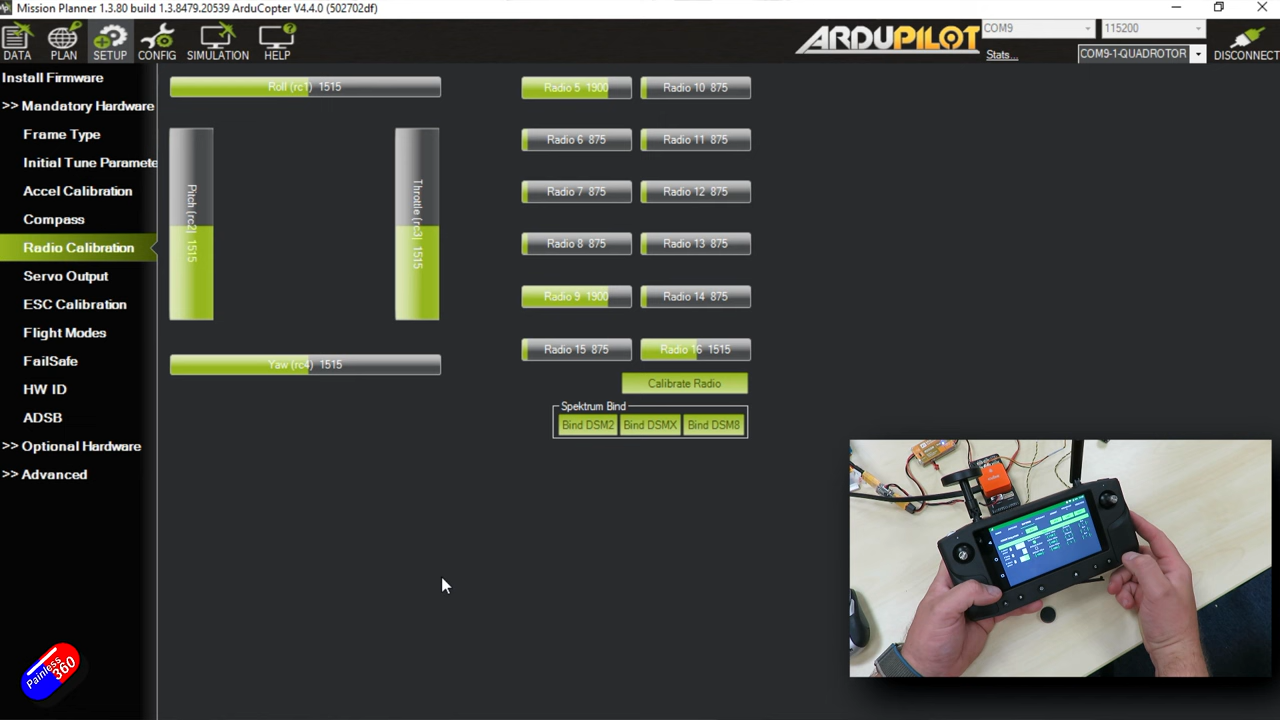 Mission Planner 1.3.80 build 1.3.8479.20539 ArduCopter V4.4.0 (502702df)
DATA PLAN SETUP CONFIG SIMULATION HELP
ARDUPILOT
COM9 115200
Stats... COM9-1-QUADROTOR DISCONNECT
Install Firmware
>> Mandatory Hardware
Frame Type
Initial Tune Paramete
Accel Calibration
Compass
Radio Calibration
Servo Output
ESC Calibration
Flight Modes
FailSafe
HW ID
ADSB
>> Optional Hardware
>> Advanced
Roll (rc1) 1515
Pitch (rc2) 1515
Throttle (rc3) 1515
Yaw (rc4) 1515
Radio 5 1900 Radio 10 875
Radio 6 875 Radio 11 875
Radio 7 875 Radio 12 875
Radio 8 875 Radio 13 875
Radio 9 1900 Radio 14 875
Radio 15 875 Radio 16 1515
Calibrate Radio
Spektrum Bind
Bind DSM2 Bind DSMX Bind DSM8
Painless
360